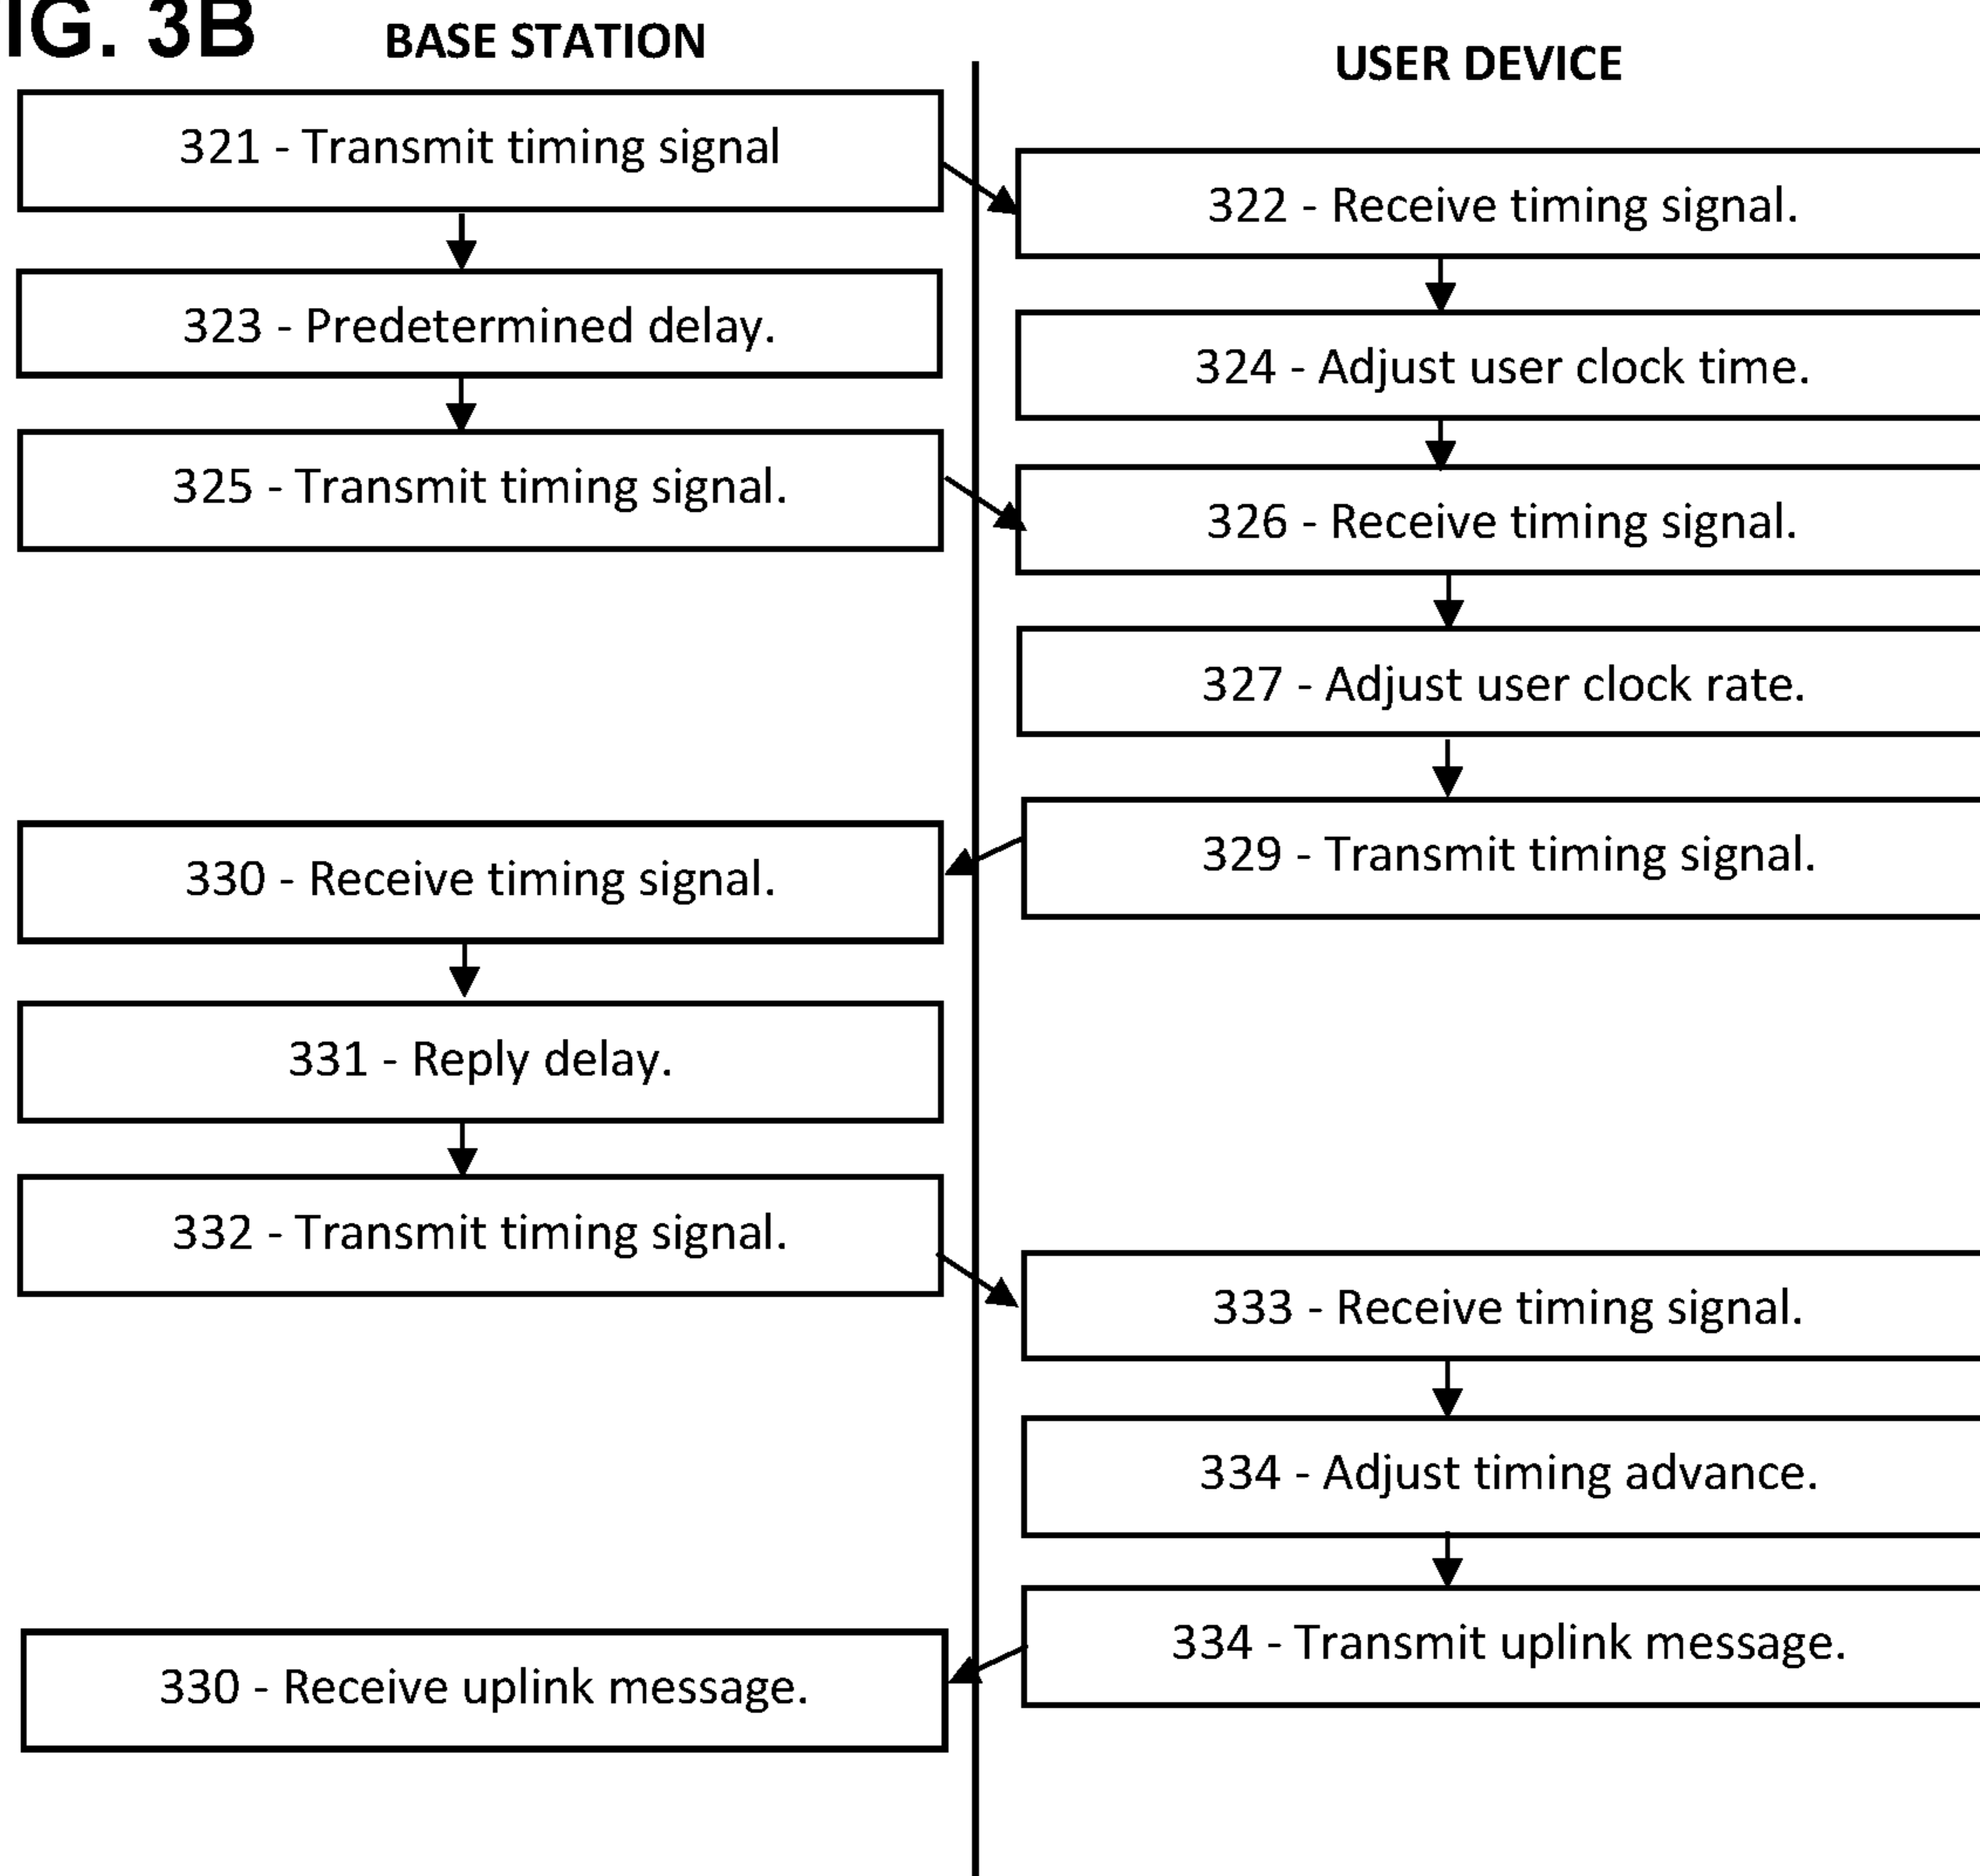 IG. 3B
BASE STATION
USER DEVICE
321 - Transmit timing signal
322 - Receive timing signal.
323 - Predetermined delay.
324 - Adjust user clock time.
325 - Transmit timing signal.
326 - Receive timing signal.
327 - Adjust user clock rate.
329 - Transmit timing signal.
330 - Receive timing signal.
331 - Reply delay.
332 - Transmit timing signal.
333 - Receive timing signal.
334 - Adjust timing advance.
334 - Transmit uplink message.
330 - Receive uplink message.